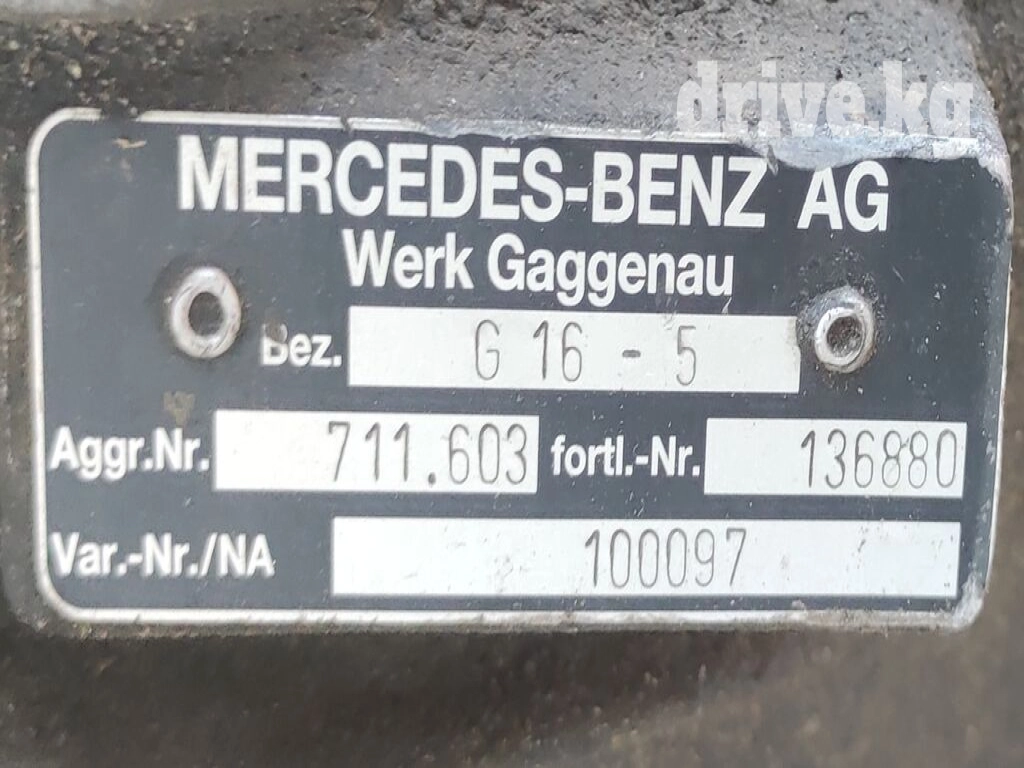 drive.kg
MERCEDES-BENZ AG
Werk Gaggenau
Bez. G 16 - 5
Aggr.Nr. 711.603 fortl.-Nr. 136880
Var.-Nr./NA 100097